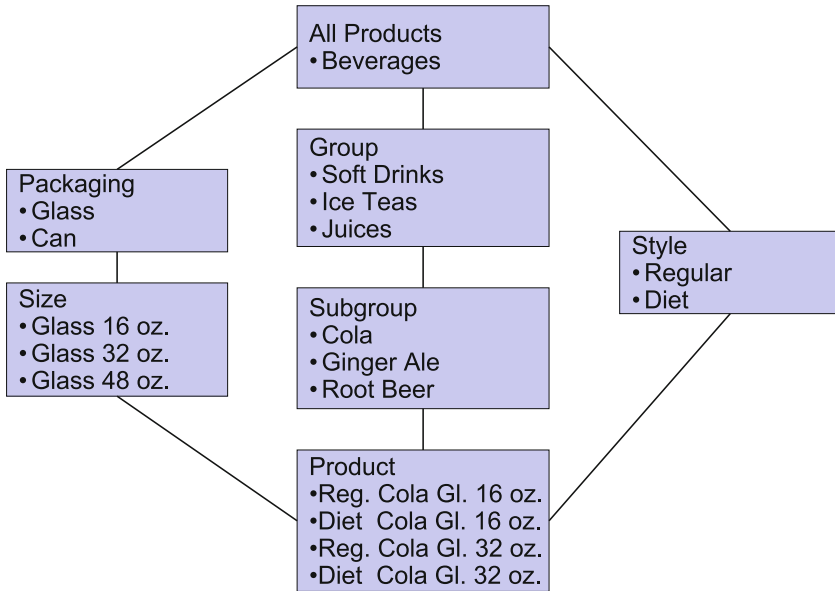 All Products
•Beverages
Group
•Soft Drinks
•Ice Teas
•Juices
Packaging
•Glass
•Can
Style
•Regular
•Diet
Size
•Glass 16 oz.
•Glass 32 oz.
•Glass 48 oz.
Subgroup
•Cola
•Ginger Ale
•Root Beer
Product
•Reg. Cola Gl. 16 oz.
•Diet Cola Gl. 16 oz.
•Reg. Cola Gl. 32 oz.
•Diet Cola Gl. 32 oz.